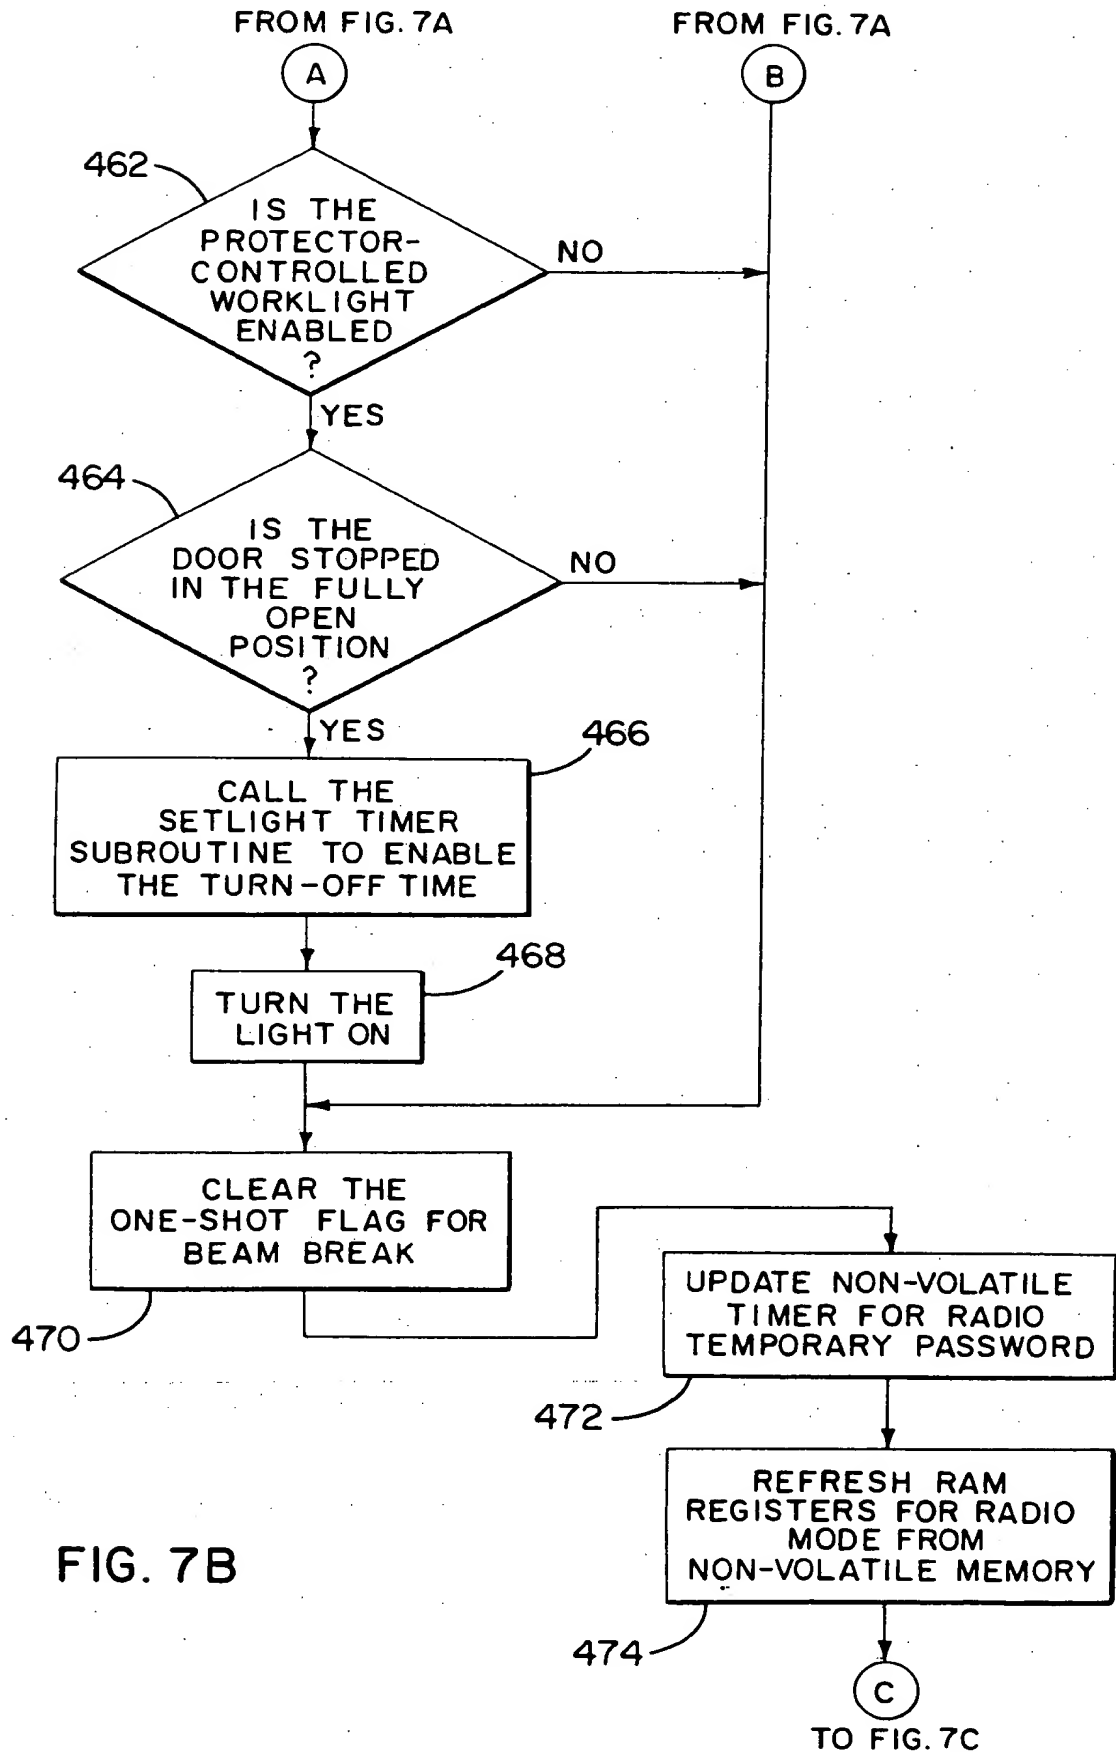 FROM FIG. 7A
FROM FIG. 7A
A
B
462
IS THE
PROTECTOR-
CONTROLLED
WORKLIGHT
ENABLED
?
NO
YES
464
IS THE
DOOR STOPPED
IN THE FULLY
OPEN
POSITION
?
NO
YES
466
CALL THE
SETLIGHT TIMER
SUBROUTINE TO ENABLE
THE TURN-OFF TIME
468
TURN THE
LIGHT ON
CLEAR THE
ONE-SHOT FLAG FOR
BEAM BREAK
470
UPDATE NON-VOLATILE
TIMER FOR RADIO
TEMPORARY PASSWORD
472
REFRESH RAM
REGISTERS FOR RADIO
MODE FROM
NON-VOLATILE MEMORY
474
C
TO FIG. 7C
FIG. 7B